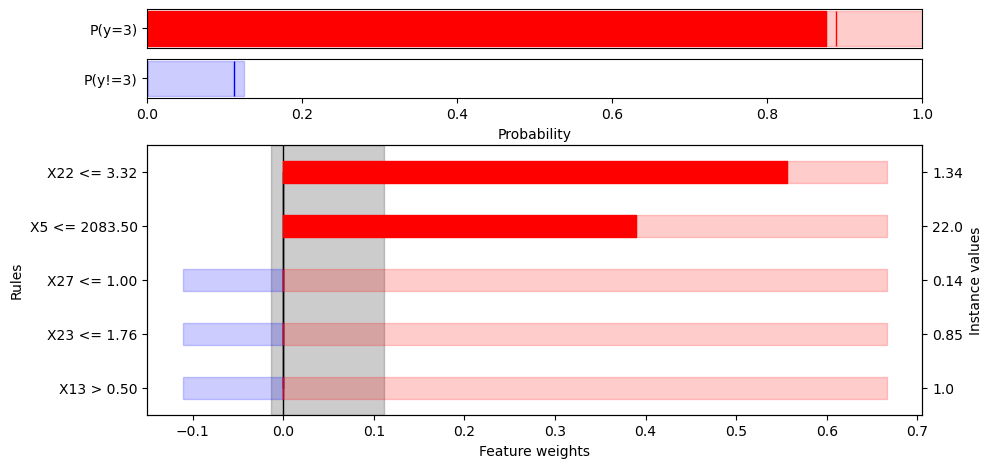 P(y=3)
P(y!=3)
0.0 0.2 0.4 0.6 0.8 1.0
Probability
X22 <= 3.32 1.34
X5 <= 2083.50 22.0
X27 <= 1.00 0.14
X23 <= 1.76 0.85
X13 > 0.50 1.0
Rules
Instance values
−0.1 0.0 0.1 0.2 0.3 0.4 0.5 0.6 0.7
Feature weights